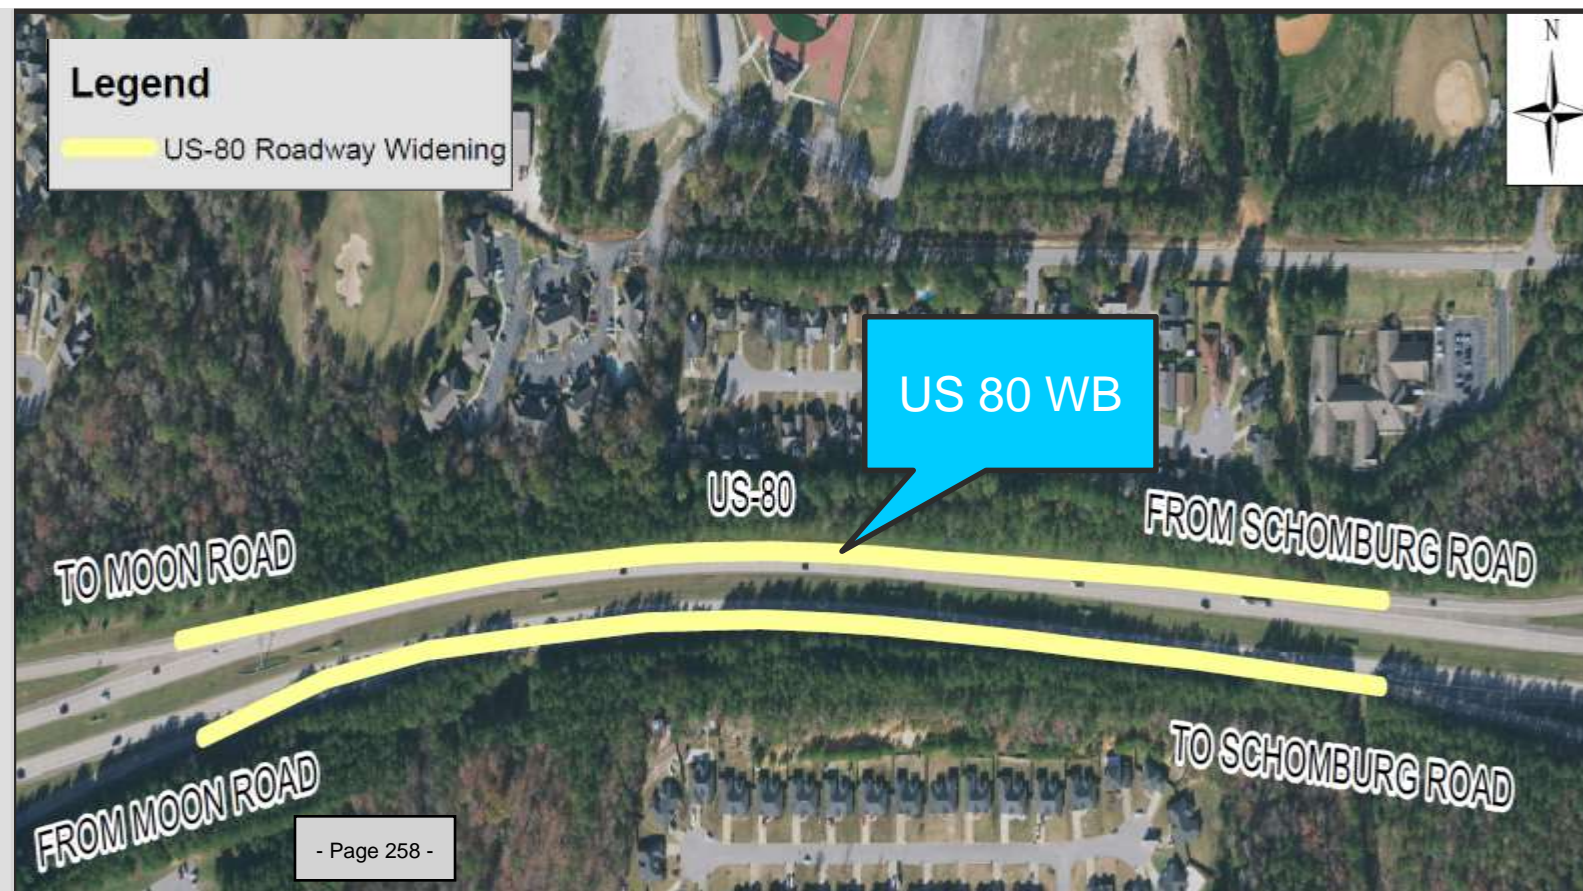 Legend
US-80 Roadway Widening
N
US 80 WB
US-80
TO MOON ROAD
FROM SCHOMBURG ROAD
FROM MOON ROAD
TO SCHOMBURG ROAD
- Page 258 -